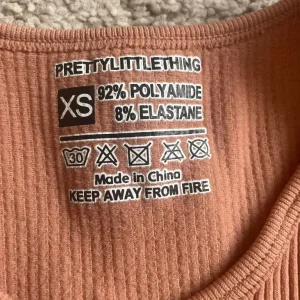 PRETTYLITTLETHING
XS
92% POLYAMIDE
8% ELASTANE
30
Made in China
KEEP AWAY FROM FIRE